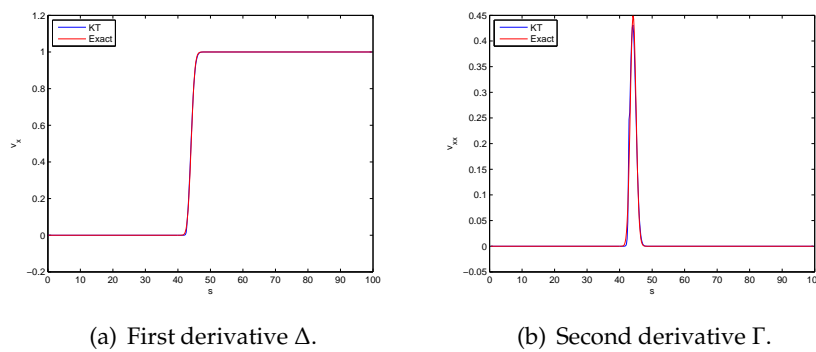 1.2
1
0.8
0.6
0.4
0.2
0
−0.2
v_x
KT
Exact
0 10 20 30 40 50 60 70 80 90 100
s
(a) First derivative Δ.
0.45
0.4
0.35
0.3
0.25
0.2
0.15
0.1
0.05
0
−0.05
v_xx
KT
Exact
0 10 20 30 40 50 60 70 80 90 100
s
(b) Second derivative Γ.